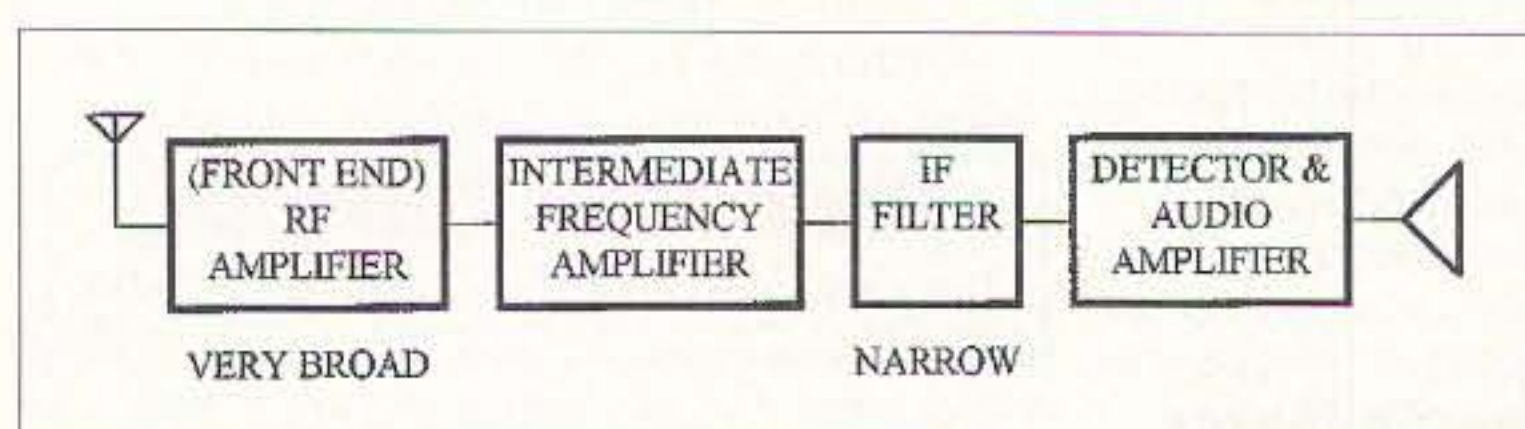 (FRONT END)
RF
AMPLIFIER
INTERMEDIATE
FREQUENCY
AMPLIFIER
IF
FILTER
DETECTOR &
AUDIO
AMPLIFIER
VERY BROAD
NARROW